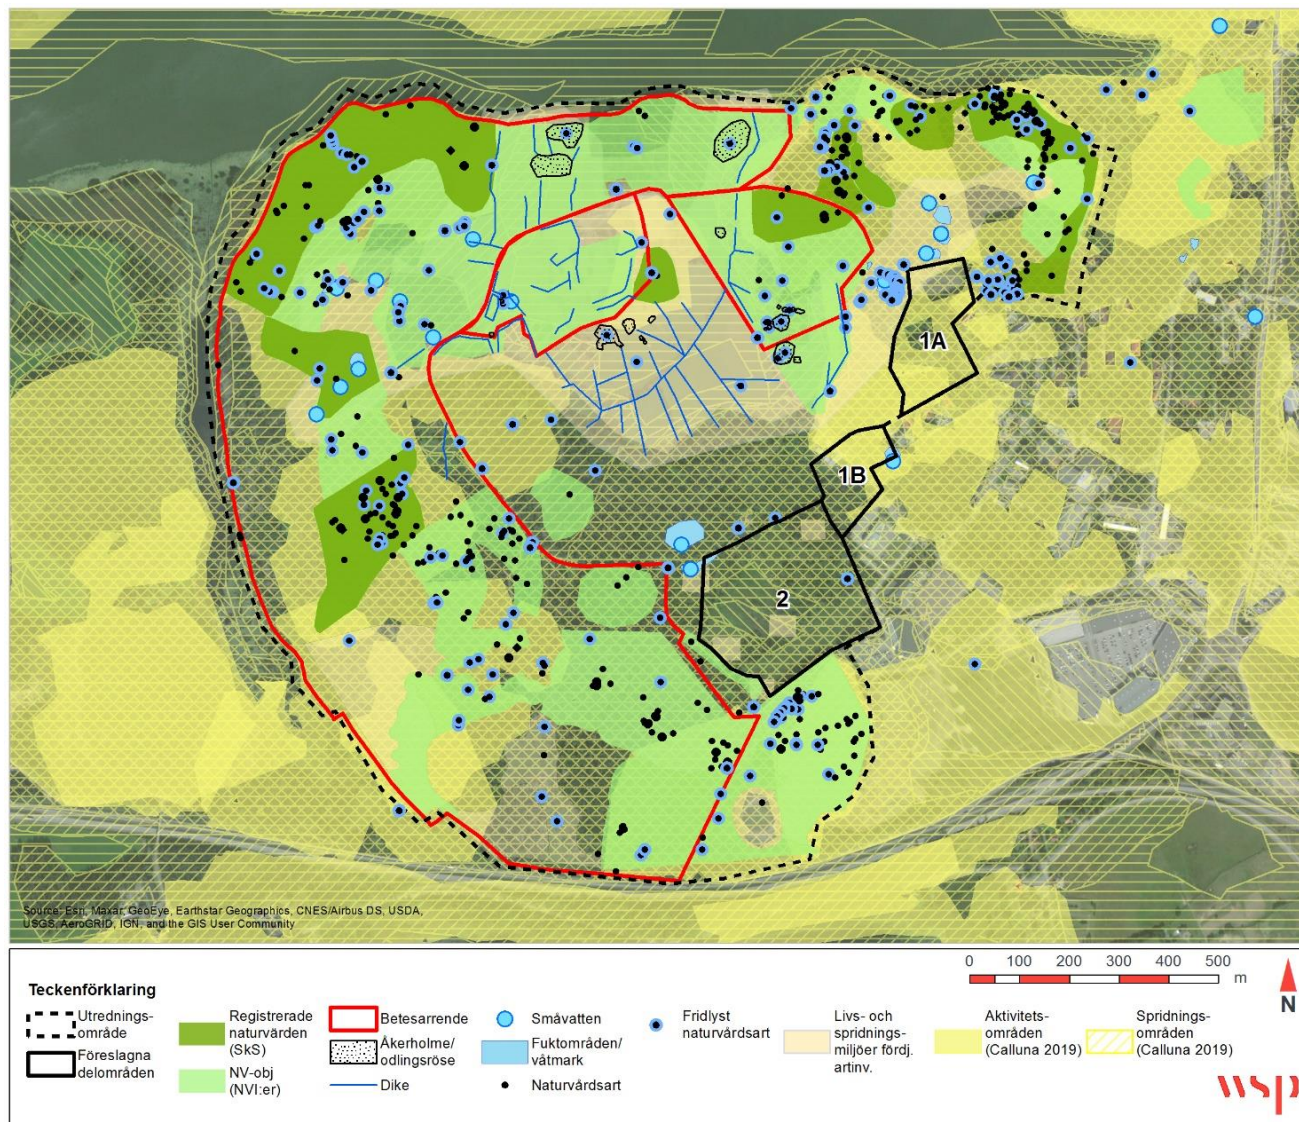 1A
1B
2
Source: Esri, Maxar, GeoEye, Earthstar Geographics, CNES/Airbus DS, USDA,
USGS, AeroGRID, IGN, and the GIS User Community
0 100 200 300 400 500
m
N
Teckenförklaring
Utrednings-
område
Föreslagna
delområden
Registrerade
naturvärden
(SkS)
NV-obj
(NVI:er)
Betesarrende
Åkerholme/
odlingsröse
Dike
Småvatten
Fuktområden/
våtmark
Naturvårdsart
Fridlyst
naturvårdsart
Livs- och
spridnings-
miljöer fördj.
artinv.
Aktivitets-
områden
(Calluna 2019)
Spridnings-
områden
(Calluna 2019)
wsp